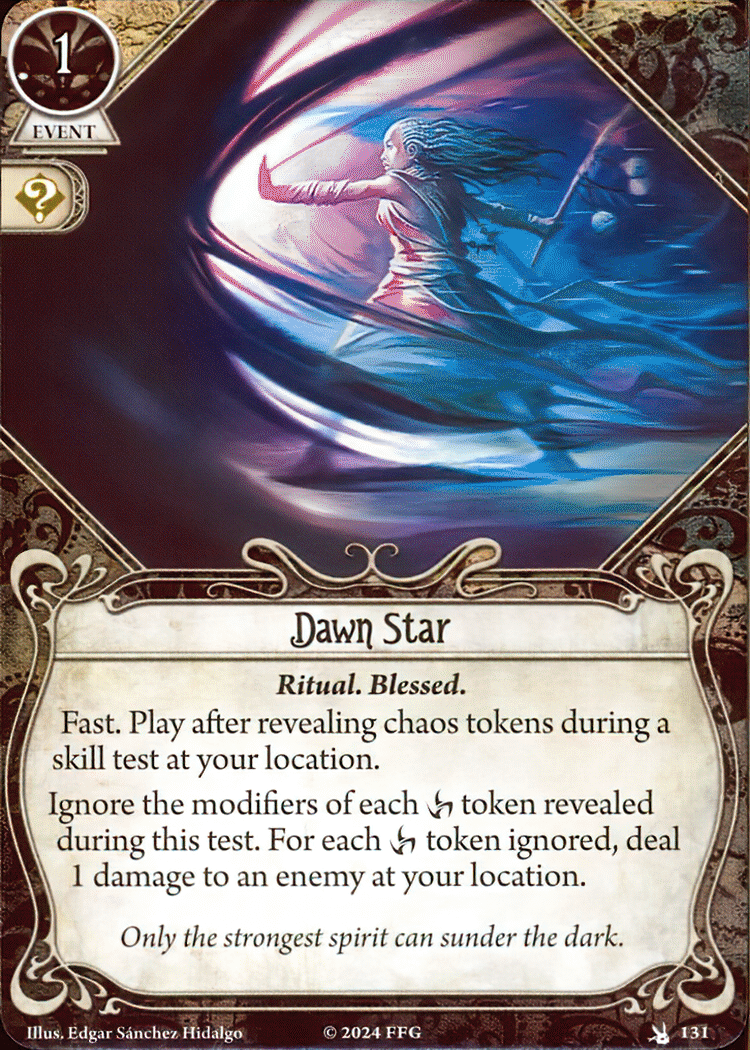 1
EVENT
?
Dawn Star
Ritual. Blessed.
Fast. Play after revealing chaos tokens during a
skill test at your location.
Ignore the modifiers of each token revealed
during this test. For each token ignored, deal
1 damage to an enemy at your location.
Only the strongest spirit can sunder the dark.
Illus. Edgar Sánchez Hidalgo © 2024 FFG 131